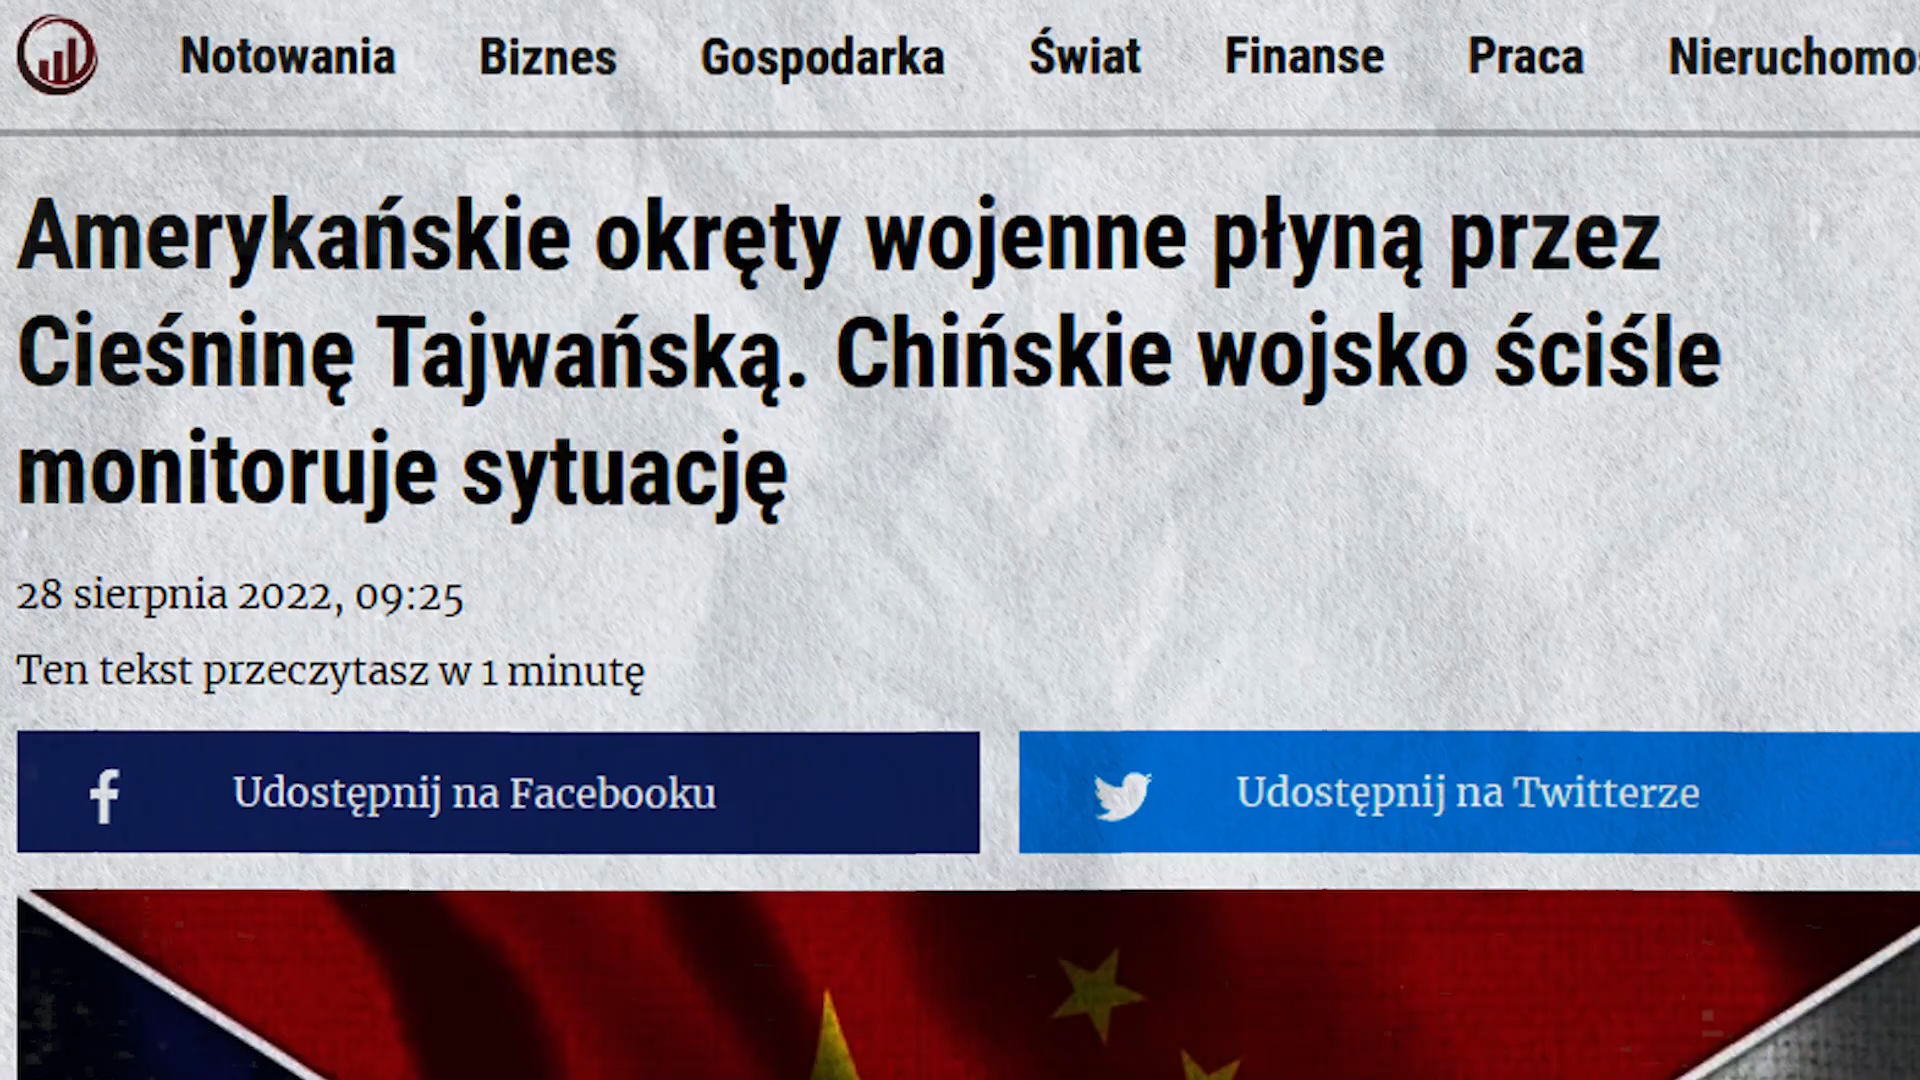 Notowania Biznes Gospodarka Świat Finanse Praca
Amerykańskie okręty wojenne płyną przez
Cieśninę Tajwańską. Chińskie wojsko ściśle
monitoruje sytuację
28 sierpnia 2022, 09:25
Ten tekst przeczytasz w 1 minutę
Udostępnij na Facebooku Udostępnij na Twitterze